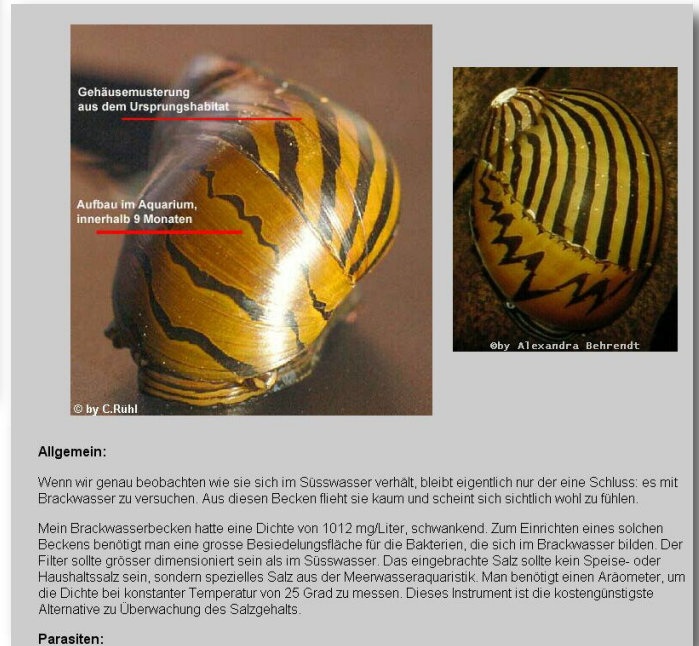 Gehäusemusterung
aus dem Ursprungshabitat
Aufbau im Aquarium,
innerhalb 9 Monaten
© by C.Rühl
©by Alexandra Behrendt
Allgemein:
Wenn wir genau beobachten wie sie sich im Süsswasser verhält, bleibt eigentlich nur der eine Schluss: es mit
Brackwasser zu versuchen. Aus diesen Becken flieht sie kaum und scheint sich sichtlich wohl zu fühlen.
Mein Brackwasserbecken hatte eine Dichte von 1012 mg/Liter, schwankend. Zum Einrichten eines solchen
Beckens benötigt man eine grosse Besiedelungsfläche für die Bakterien, die sich im Brackwasser bilden. Der
Filter sollte grösser dimensioniert sein als im Süsswasser. Das eingebrachte Salz sollte kein Speise- oder
Haushaltssalz sein, sondern spezielles Salz aus der Meerwasseraquaristik. Man benötigt einen Aräometer, um
die Dichte bei konstanter Temperatur von 25 Grad zu messen. Dieses Instrument ist die kostengünstigste
Alternative zu Überwachung des Salzgehalts.
Parasiten: